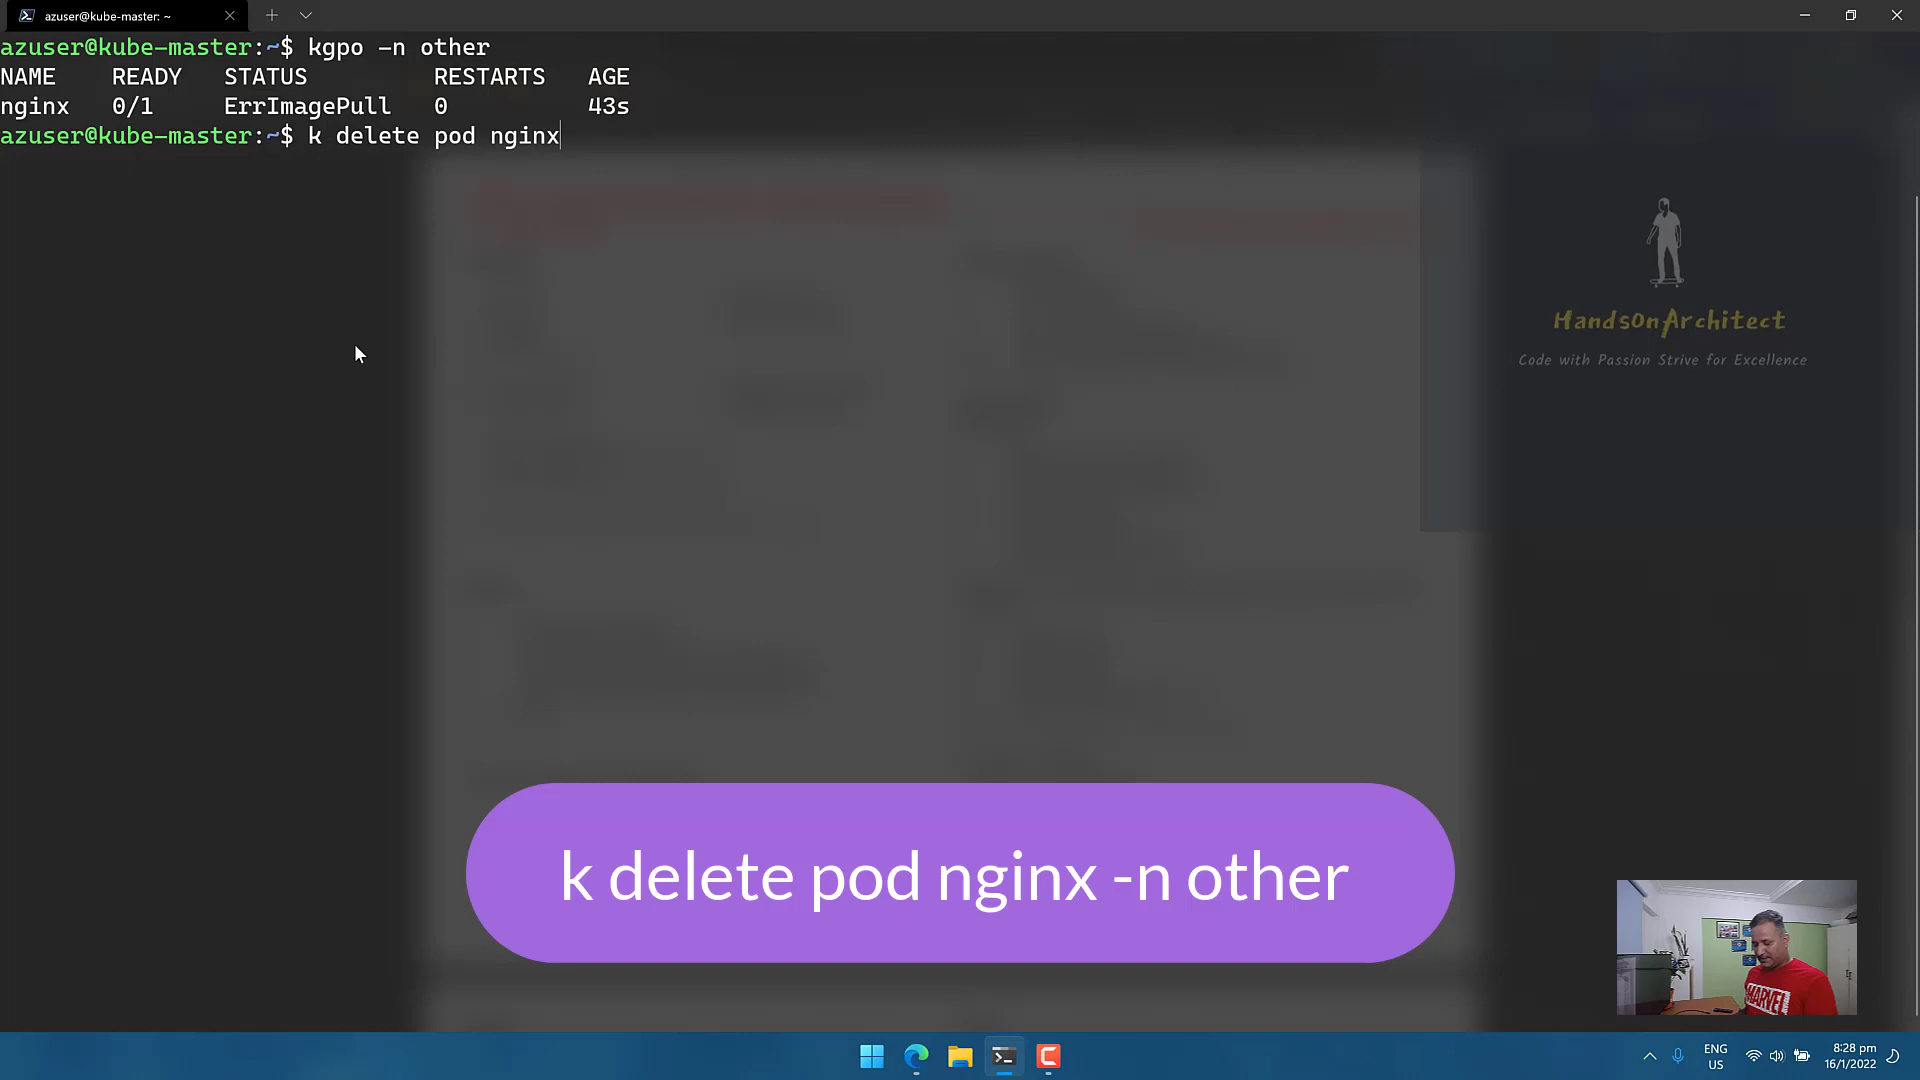 azuser@kube-master: ~
azuser@kube-master:~$ kgpo -n other
NAME READY STATUS RESTARTS AGE
nginx 0/1 ErrImagePull 0 43s
azuser@kube-master:~$ k delete pod nginx
HandsOnArchitect
Code with Passion Strive for Excellence
k delete pod nginx -n other
MARVEL
ENG
US
8:28 pm
16/1/2022